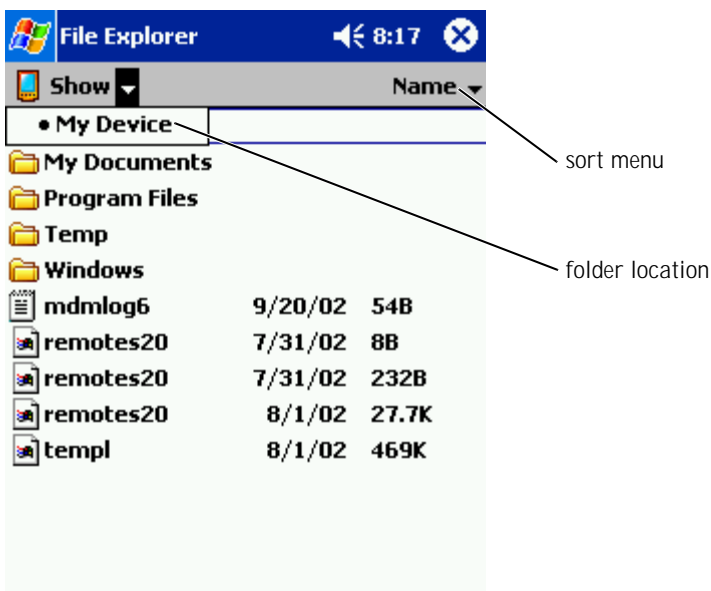 File Explorer 8:17
Show Name
• My Device
sort menu
My Documents
Program Files
Temp
Windows
folder location
mdmlog6 9/20/02 54B
remotes20 7/31/02 8B
remotes20 7/31/02 232B
remotes20 8/1/02 27.7K
templ 8/1/02 469K